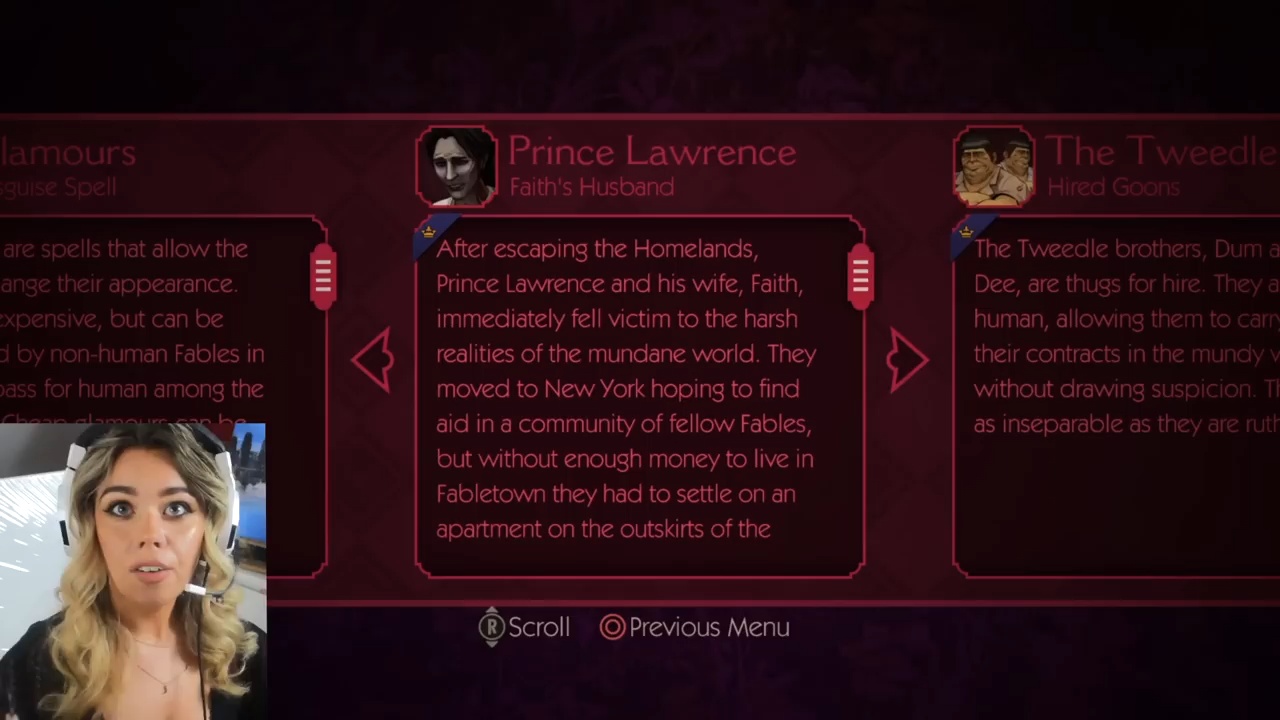 lamours
sguise Spell
are spells that allow the
ange their appearance.
expensive, but can be
d by non-human Fables in
pass for human among the
Cheap glamours can be
Prince Lawrence
Faith's Husband
After escaping the Homelands,
Prince Lawrence and his wife, Faith,
immediately fell victim to the harsh
realities of the mundane world. They
moved to New York hoping to find
aid in a community of fellow Fables,
but without enough money to live in
Fabletown they had to settle on an
apartment on the outskirts of the
The Tweedle
Hired Goons
The Tweedle brothers, Dum a
Dee, are thugs for hire. They a
human, allowing them to carr
their contracts in the mundy w
without drawing suspicion. Th
as inseparable as they are ruth
R Scroll
Previous Menu